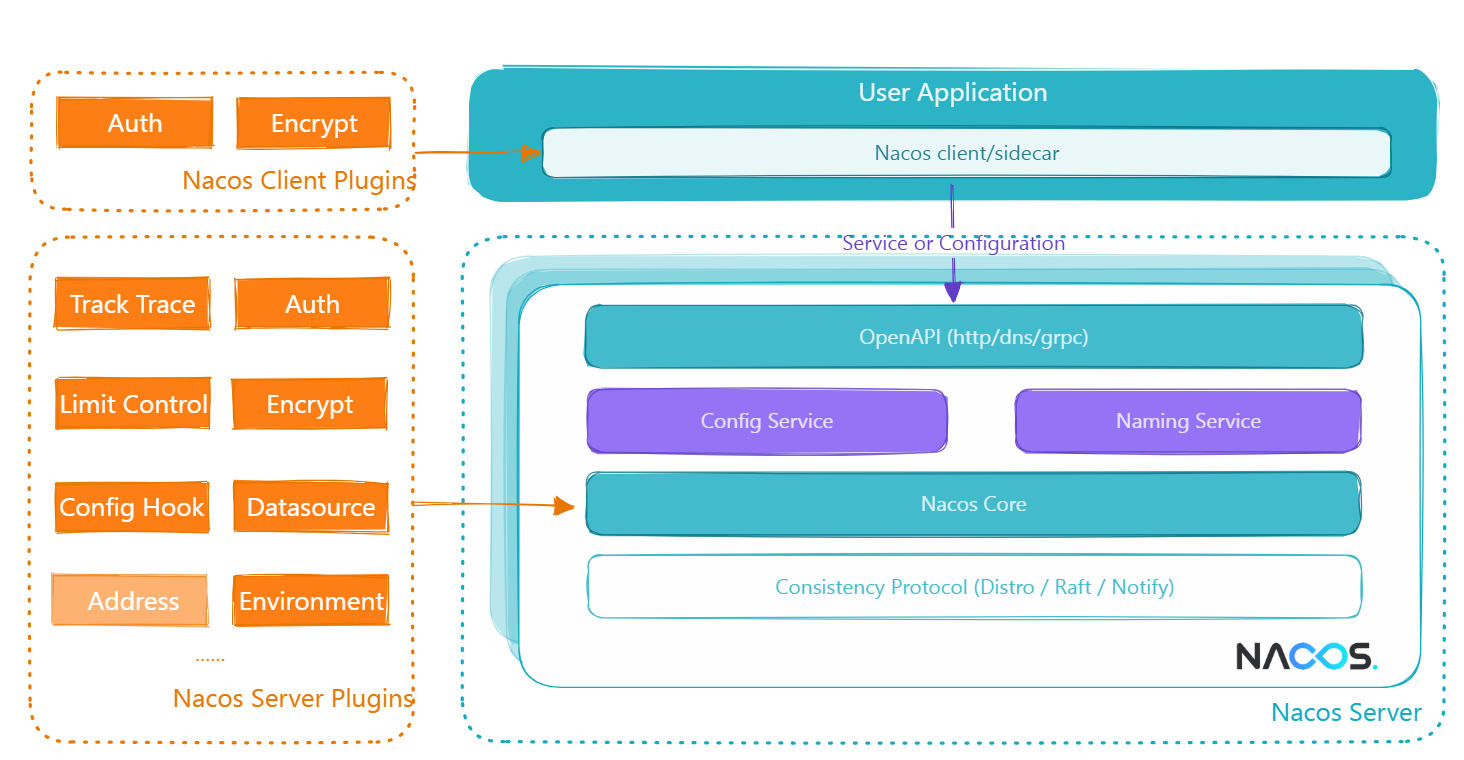 Auth
Encrypt
Nacos Client Plugins
User Application
Nacos client/sidecar
Service or Configuration
Track Trace
Auth
Limit Control
Encrypt
Config Hook
Datasource
Address
Environment
......
Nacos Server Plugins
OpenAPI (http/dns/grpc)
Config Service
Naming Service
Nacos Core
Consistency Protocol (Distro / Raft / Notify)
NACOS.
Nacos Server